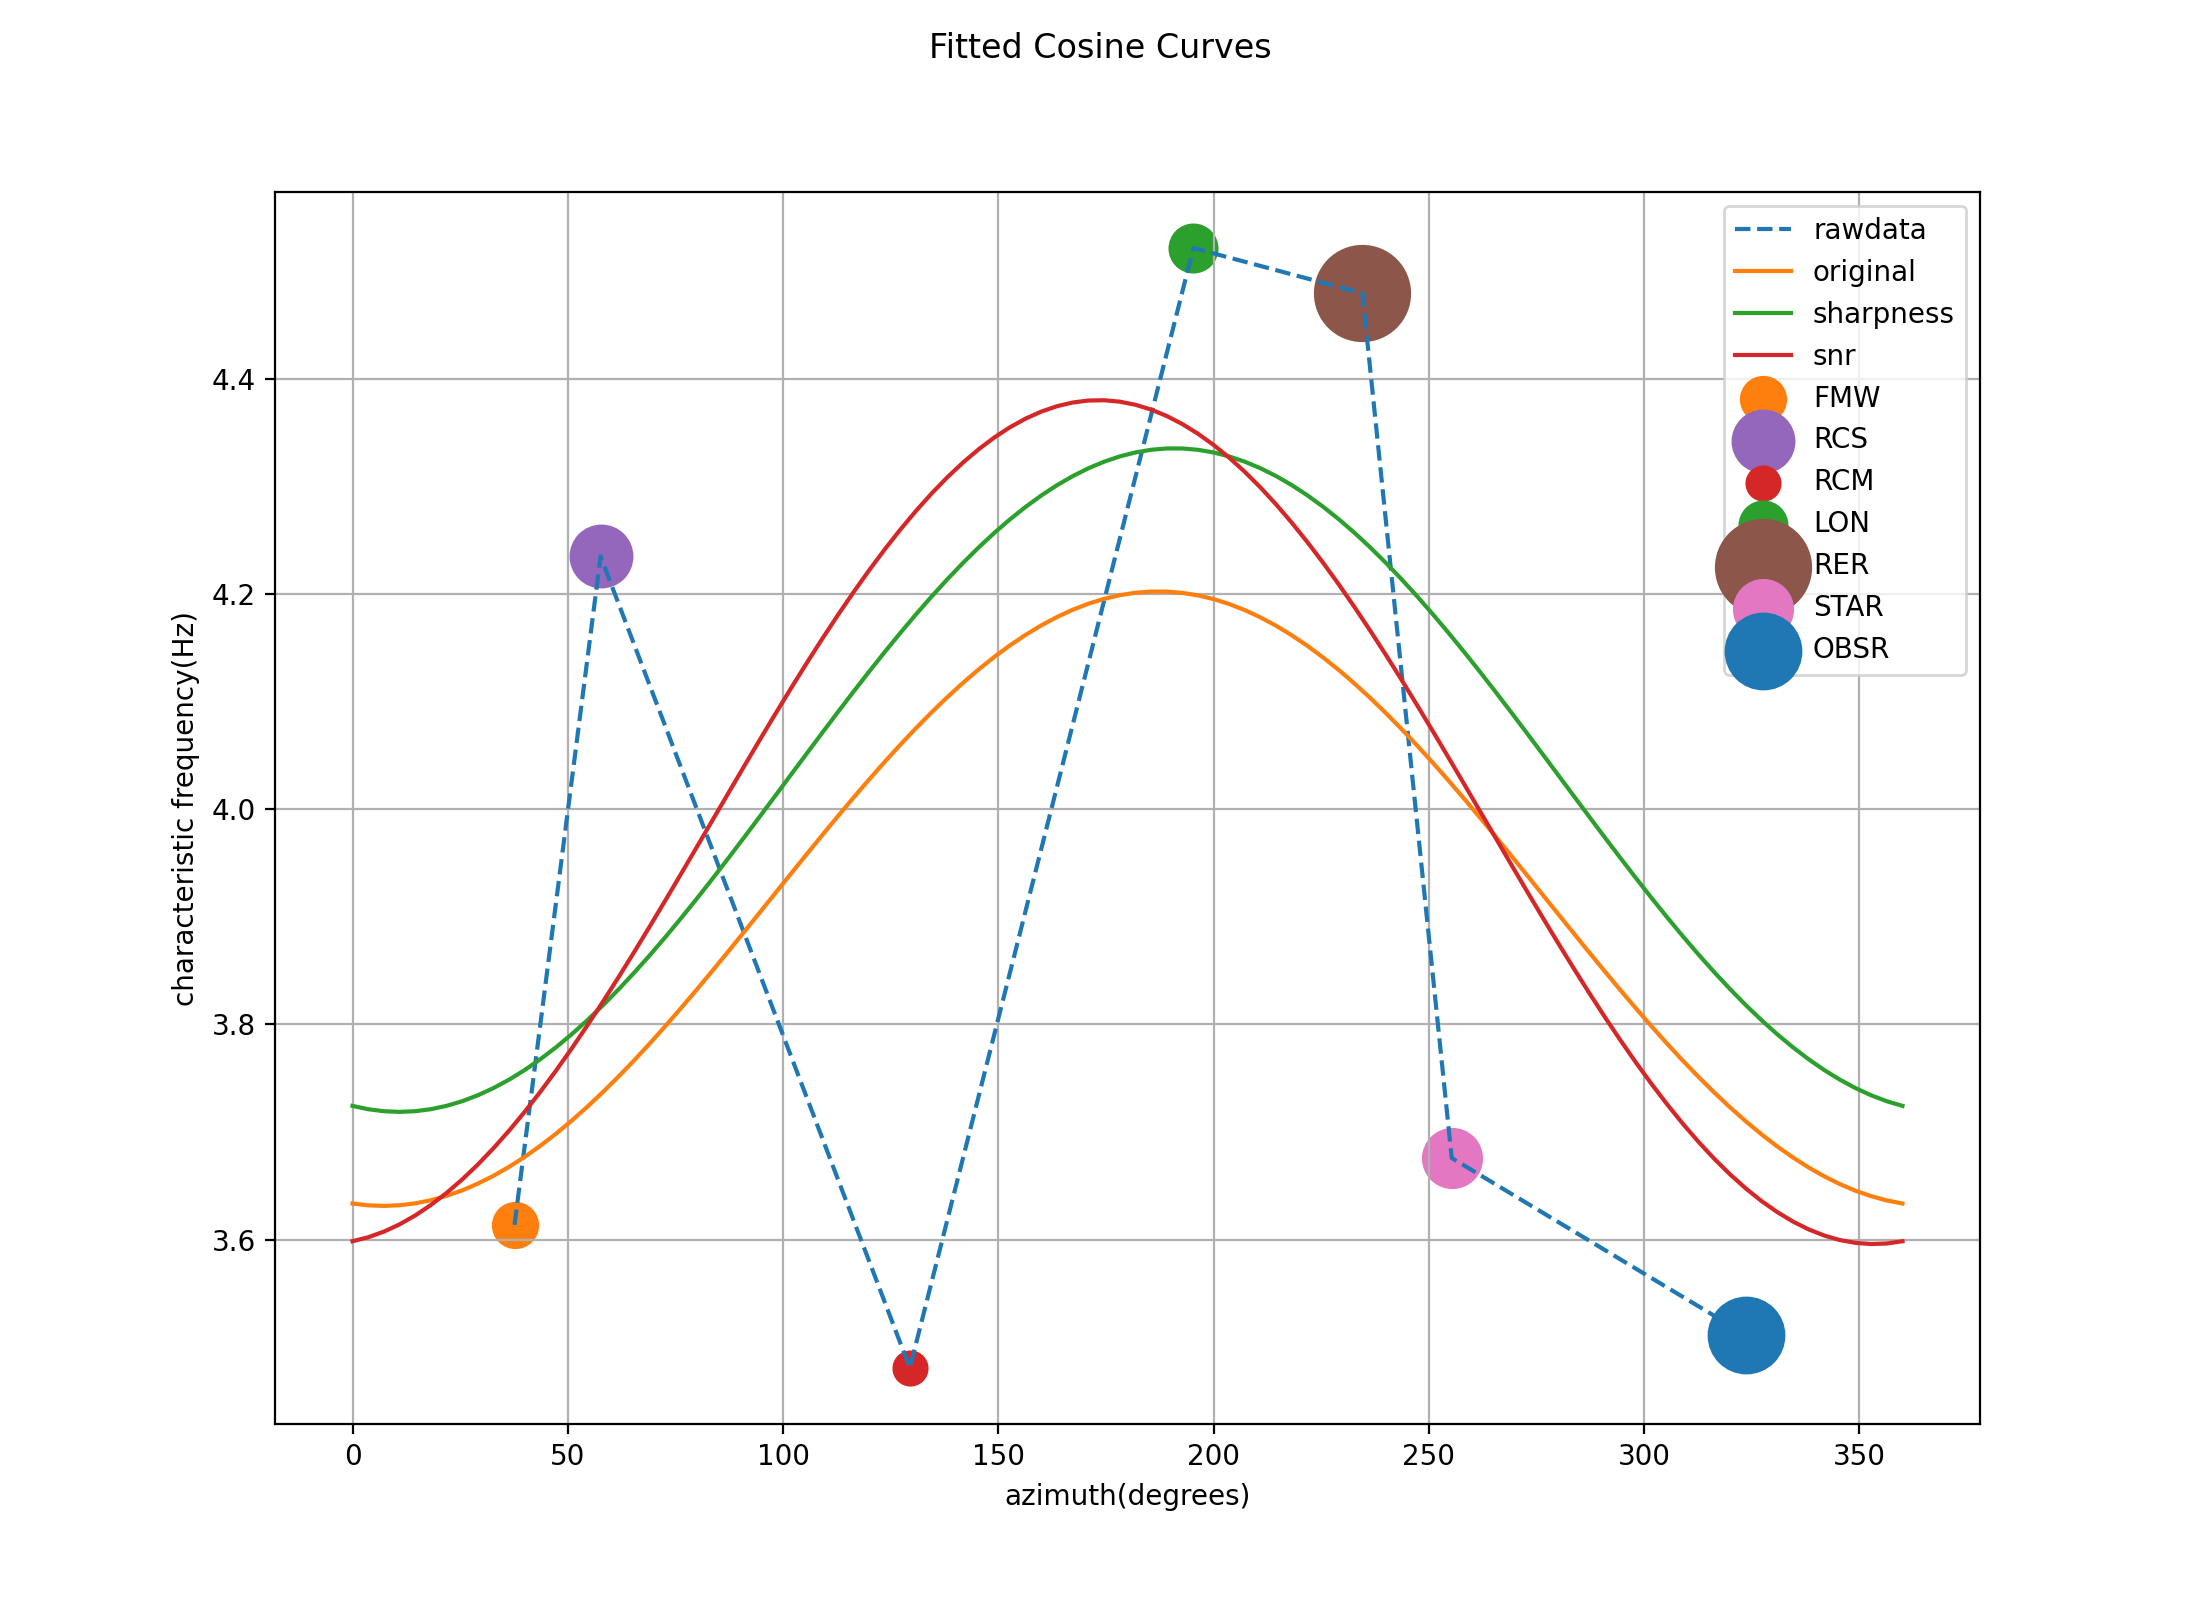 Fitted Cosine Curves
rawdata
original
sharpness
snr
FMW
RCS
RCM
LON
RER
STAR
OBSR
characteristic frequency(Hz)
4.4
4.2
4.0
3.8
3.6
0 50 100 150 200 250 300 350
azimuth(degrees)